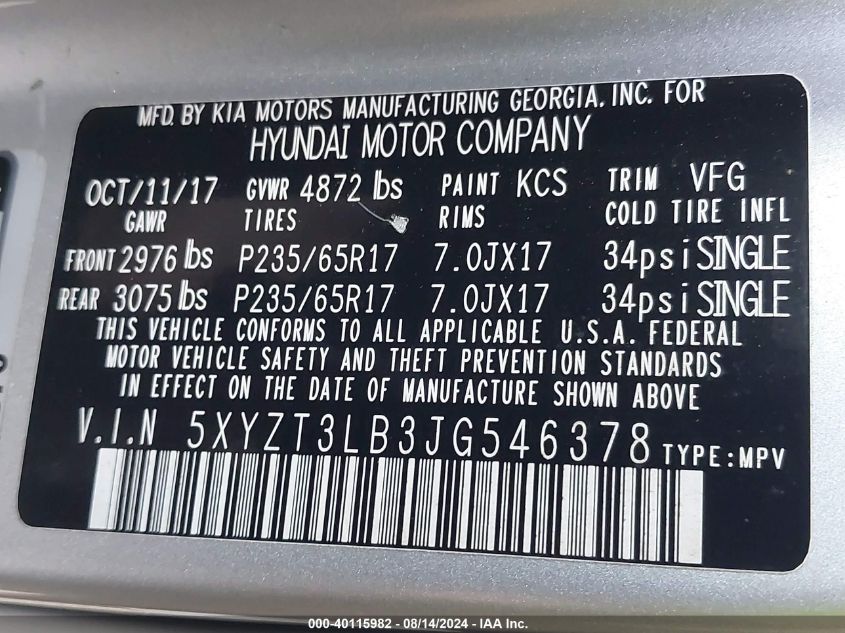 MFD. BY KIA MOTORS MANUFACTURING GEORGIA. INC. FOR
HYUNDAI MOTOR COMPANY
OCT/11/17 GVWR 4872 lbs PAINT KCS TRIM VFG
GAWR TIRES RIMS COLD TIRE INFL
FRONT 2976 lbs P235/65R17 7.0JX17 34psi SINGLE
REAR 3075 lbs P235/65R17 7.0JX17 34psi SINGLE
THIS VEHICLE CONFORMS TO ALL APPLICABLE U.S.A. FEDERAL
MOTOR VEHICLE SAFETY AND THEFT PREVENTION STANDARDS
IN EFFECT ON THE DATE OF MANUFACTURE SHOWN ABOVE
V.I.N 5XYZT3LB3JG546378 TYPE:MPV
000-40115982 - 08/14/2024 - IAA Inc.